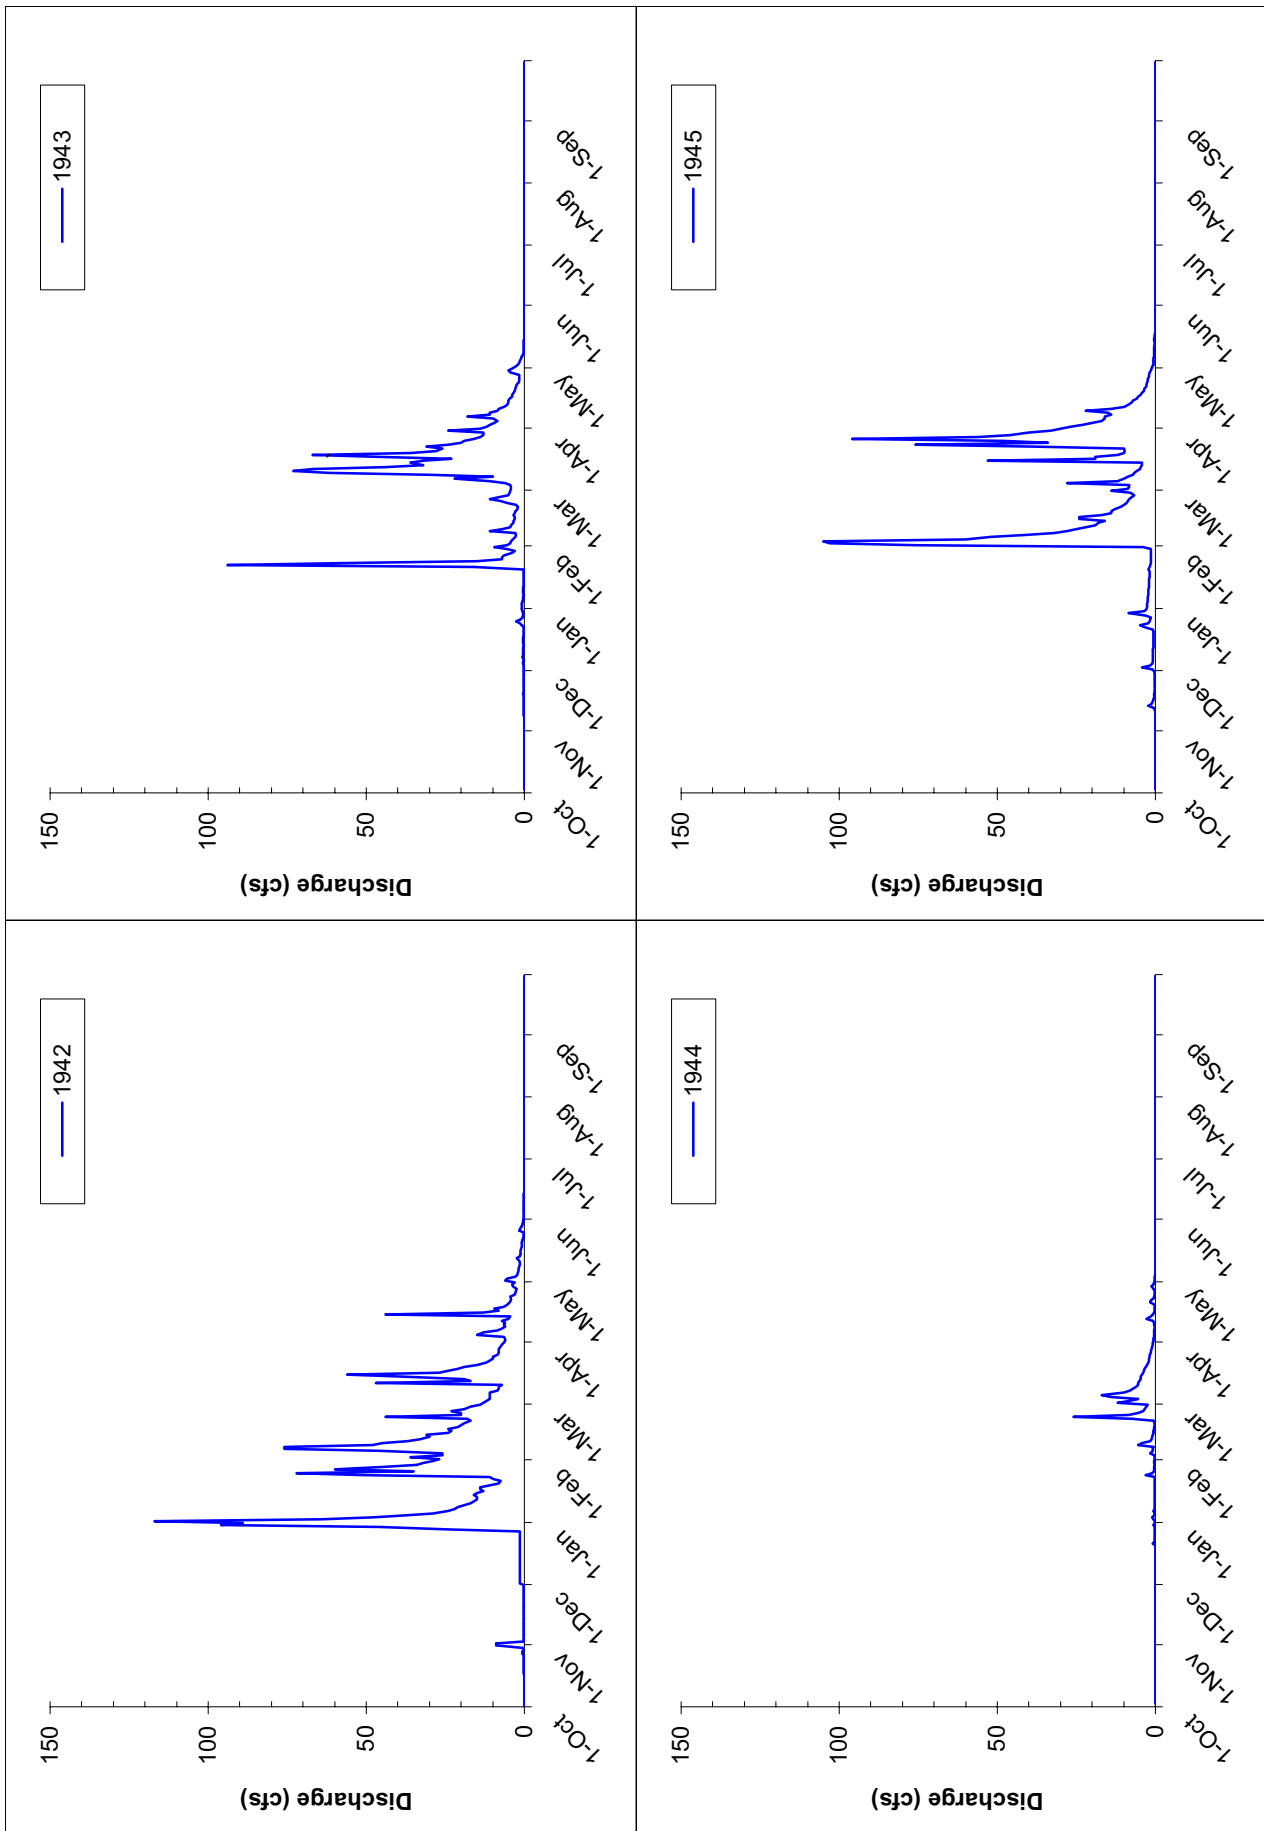 1942
Discharge (cfs)
150
100
50
0
1-Oct
1-Nov
1-Dec
1-Jan
1-Feb
1-Mar
1-Apr
1-May
1-Jun
1-Jul
1-Aug
1-Sep
1943
Discharge (cfs)
150
100
50
0
1-Oct
1-Nov
1-Dec
1-Jan
1-Feb
1-Mar
1-Apr
1-May
1-Jun
1-Jul
1-Aug
1-Sep
1944
Discharge (cfs)
150
100
50
0
1-Oct
1-Nov
1-Dec
1-Jan
1-Feb
1-Mar
1-Apr
1-May
1-Jun
1-Jul
1-Aug
1-Sep
1945
Discharge (cfs)
150
100
50
0
1-Oct
1-Nov
1-Dec
1-Jan
1-Feb
1-Mar
1-Apr
1-May
1-Jun
1-Jul
1-Aug
1-Sep